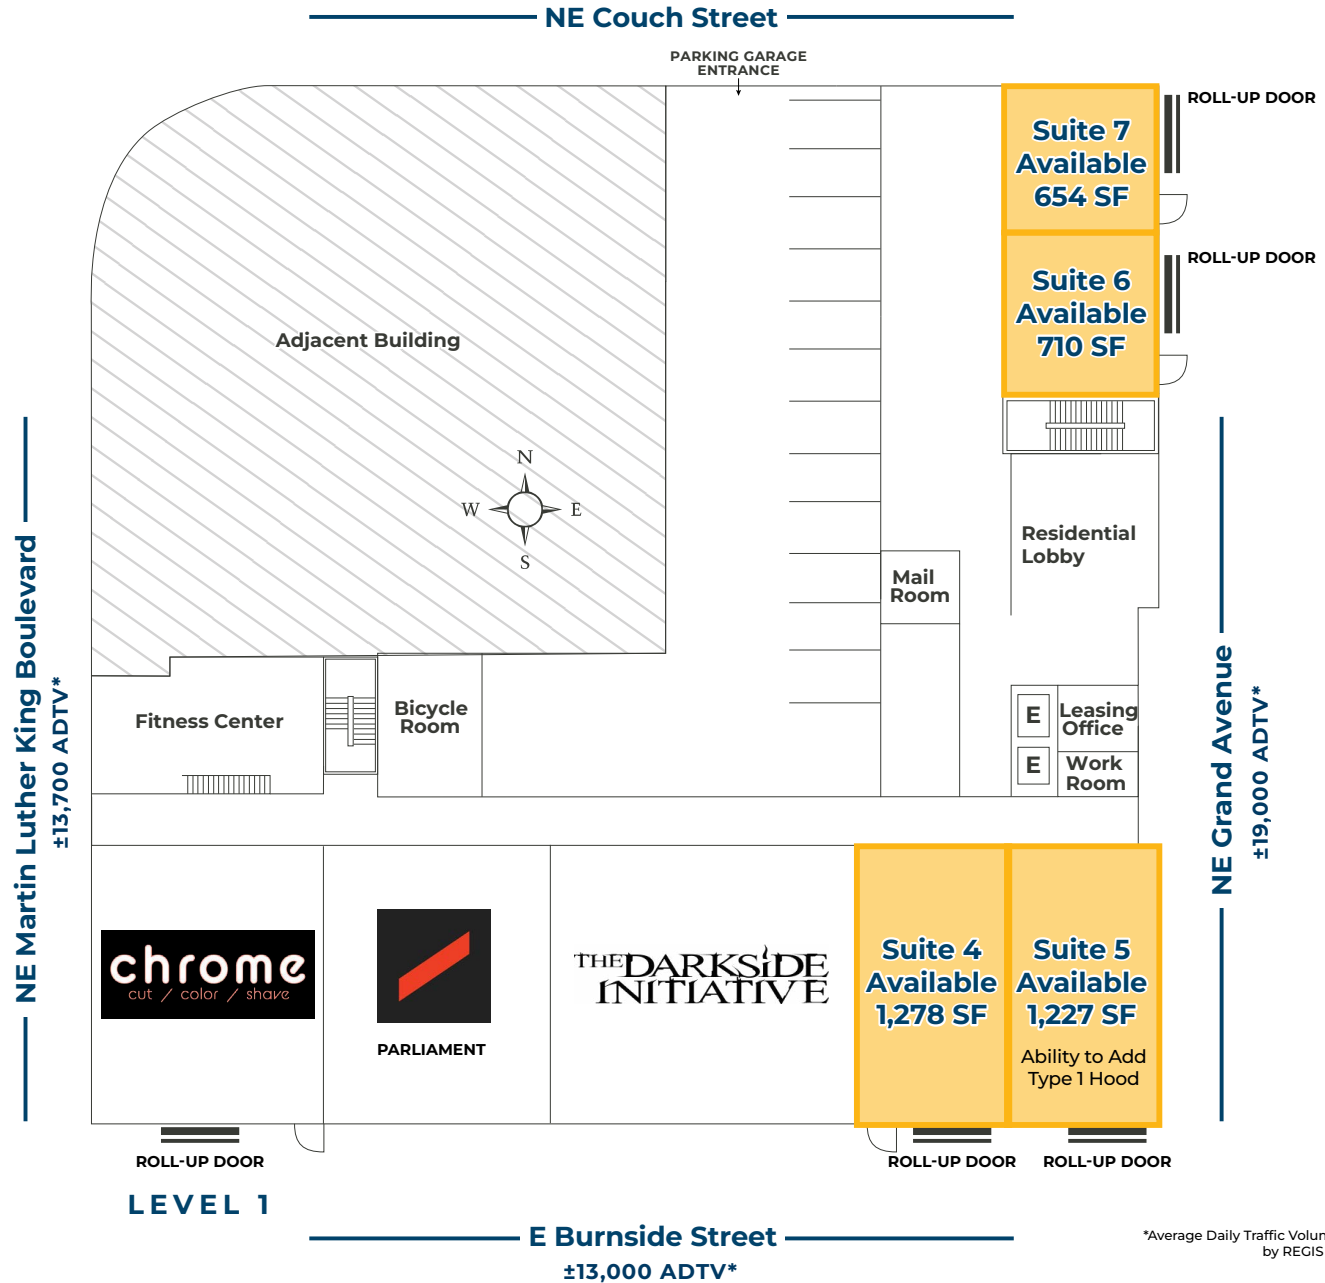 NE Couch Street
PARKING GARAGE
ENTRANCE
ROLL-UP DOOR
Suite 7
Available
654 SF
ROLL-UP DOOR
Suite 6
Available
710 SF
Adjacent Building
N
W
E
S
NE Martin Luther King Boulevard
±13,700 ADTV*
Residential
Lobby
Mail
Room
NE Grand Avenue
±19,000 ADTV*
Fitness Center
Bicycle
Room
E
Leasing
Office
E
Work
Room
chrome
cut / color / shave
PARLIAMENT
THE DARKSiDE
INITIATIVE
Suite 4
Available
1,278 SF
Suite 5
Available
1,227 SF
Ability to Add
Type 1 Hood
ROLL-UP DOOR
ROLL-UP DOOR
ROLL-UP DOOR
LEVEL 1
E Burnside Street
±13,000 ADTV*
*Average Daily Traffic
by